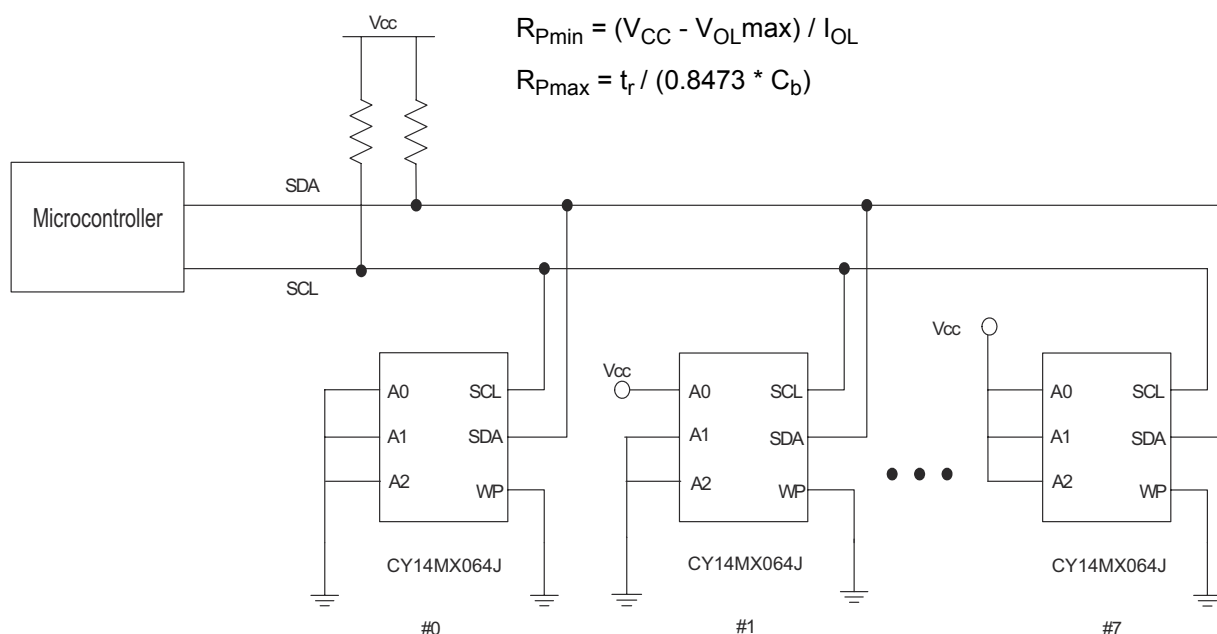 Vcc
R_Pmin = (V_CC - V_OLmax) / I_OL
R_Pmax = t_r / (0.8473 * C_b)
SDA
Microcontroller
SCL
Vcc
Vcc
A0
SCL
A0
SCL
A0
SCL
A1
SDA
A1
SDA
A1
SDA
A2
WP
A2
WP
A2
WP
CY14MX064J
CY14MX064J
CY14MX064J
#0
#1
#7